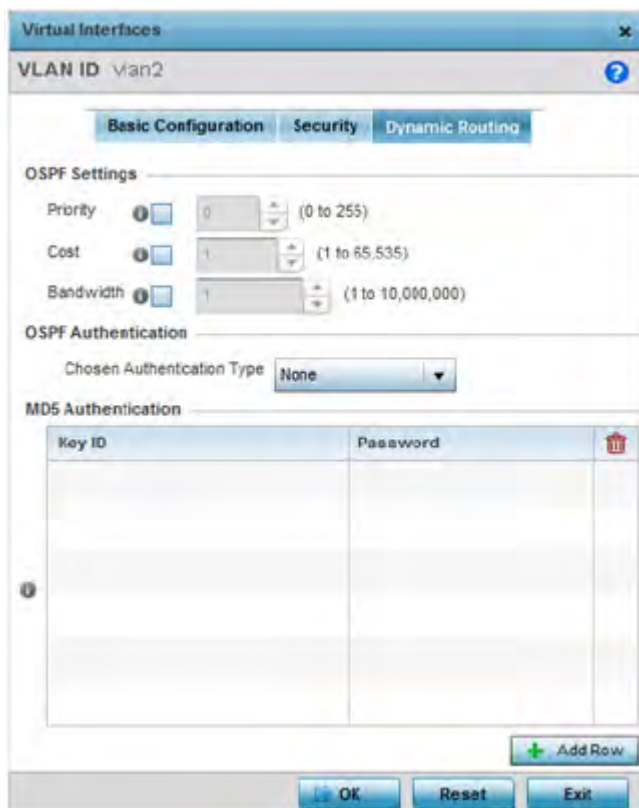 Virtual Interfaces
VLAN ID vlan2
Basic Configuration Security Dynamic Routing
OSPF Settings
Priority 0 (0 to 255)
Cost 1 (1 to 65,535)
Bandwidth 1 (1 to 10,000,000)
OSPF Authentication
Chosen Authentication Type None
MD5 Authentication
Key ID Password
Add Row
OK Reset Exit